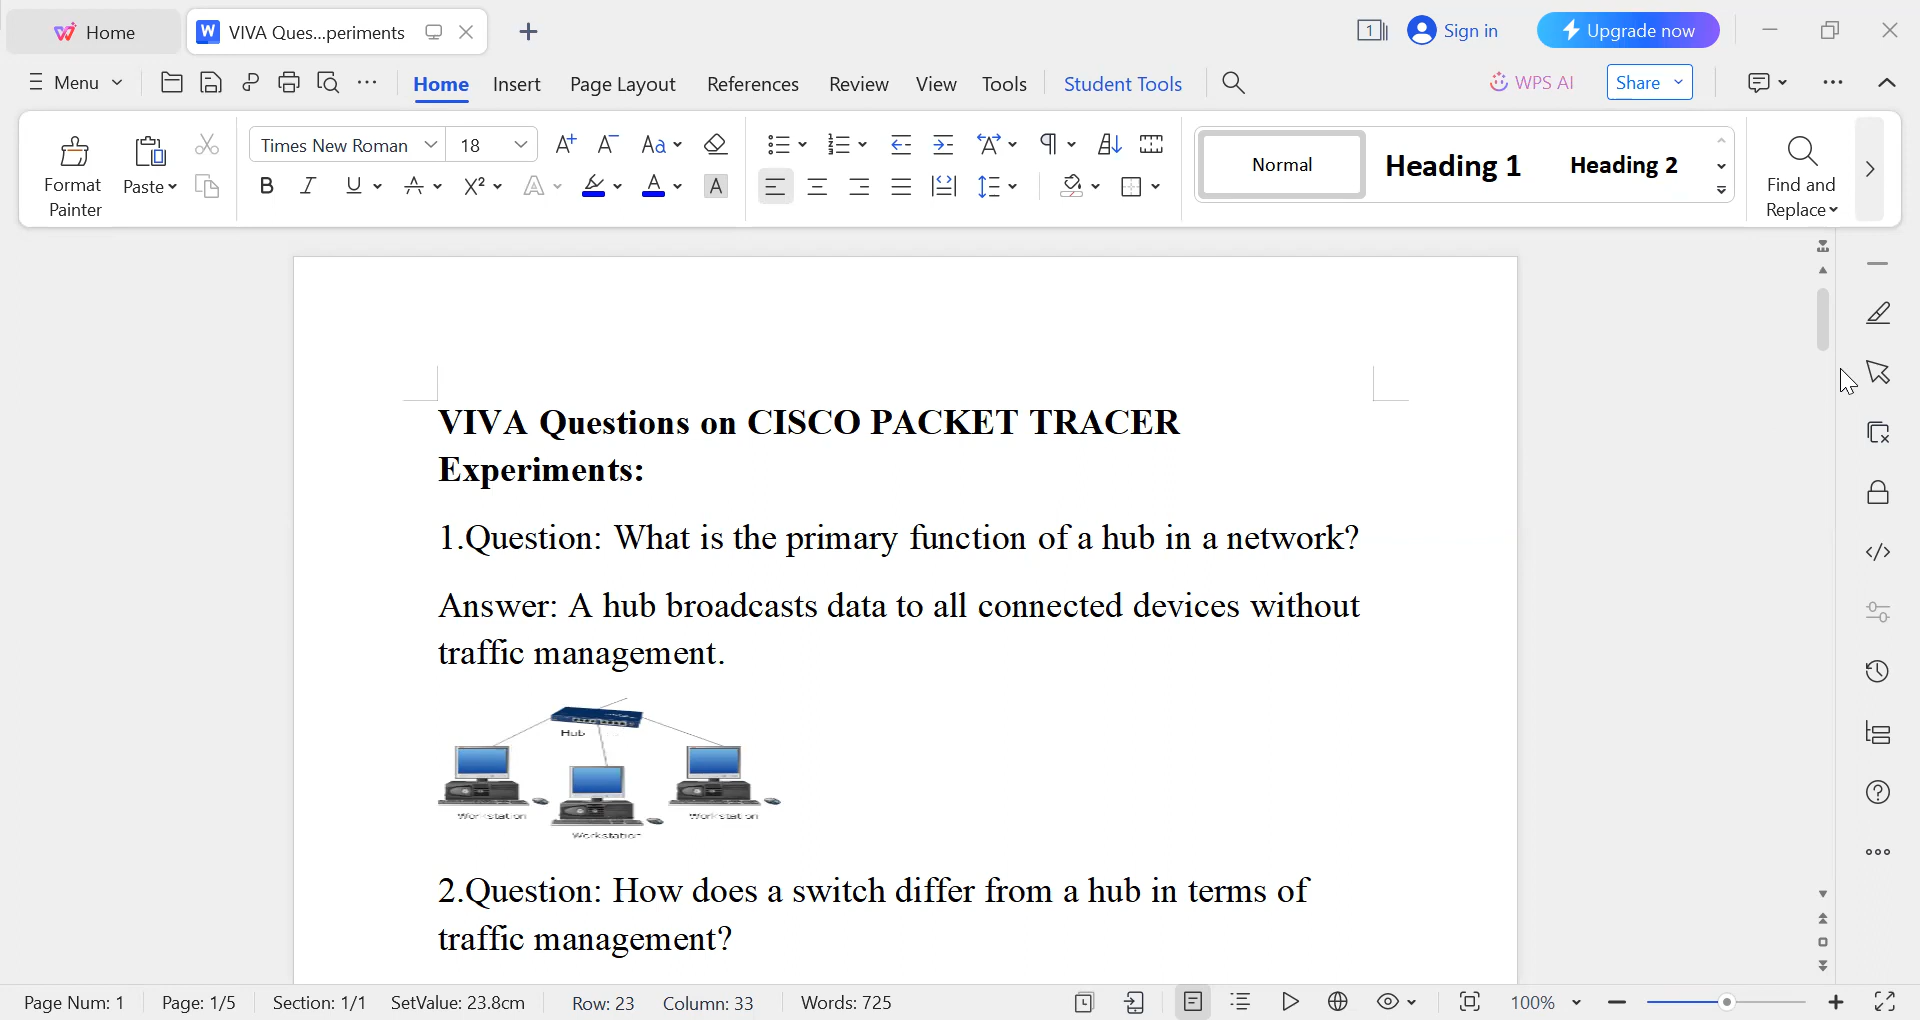 Home
VIVA Ques...periments
Sign in
Upgrade now
Menu
Home
Insert
Page Layout
References
Review
View
Tools
Student Tools
WPS AI
Share
Format
Painter
Paste
Times New Roman
18
Normal
Heading 1
Heading 2
Find and
Replace
VIVA Questions on CISCO PACKET TRACER
Experiments:
1.Question: What is the primary function of a hub in a network?
Answer: A hub broadcasts data to all connected devices without
traffic management.
Hub
Workstation
Workstation
Workstation
2.Question: How does a switch differ from a hub in terms of
traffic management?
Page Num: 1
Page: 1/5
Section: 1/1
SetValue: 23.8cm
Row: 23
Column: 33
Words: 725
100%